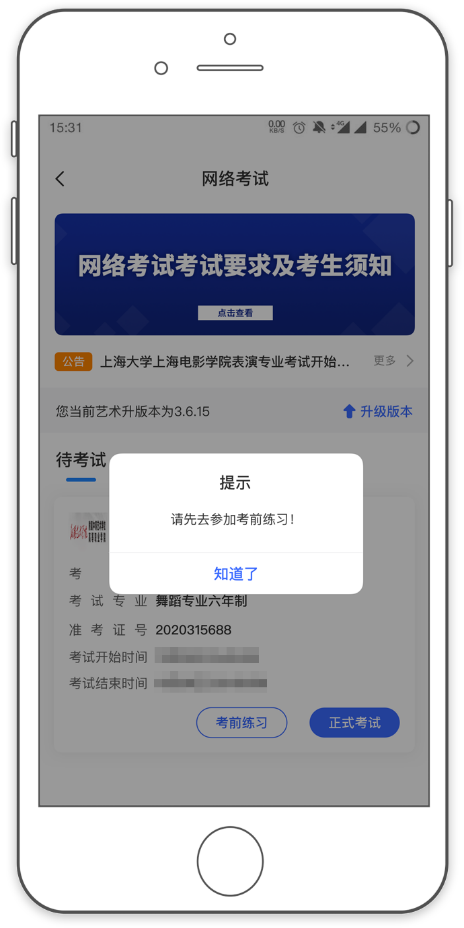 15:31
0.00
KB/S
4G
55%
网络考试
网络考试考试要求及考生须知
点击查看
公告 上海大学上海电影学院表演专业考试开始... 更多
您当前艺术升版本为3.6.15 升级版本
待考试
提示
请先去参加考前练习!
知道了
考
考试专业 舞蹈专业六年制
准考证号 2020315688
考试开始时间
考试结束时间
考前练习 正式考试